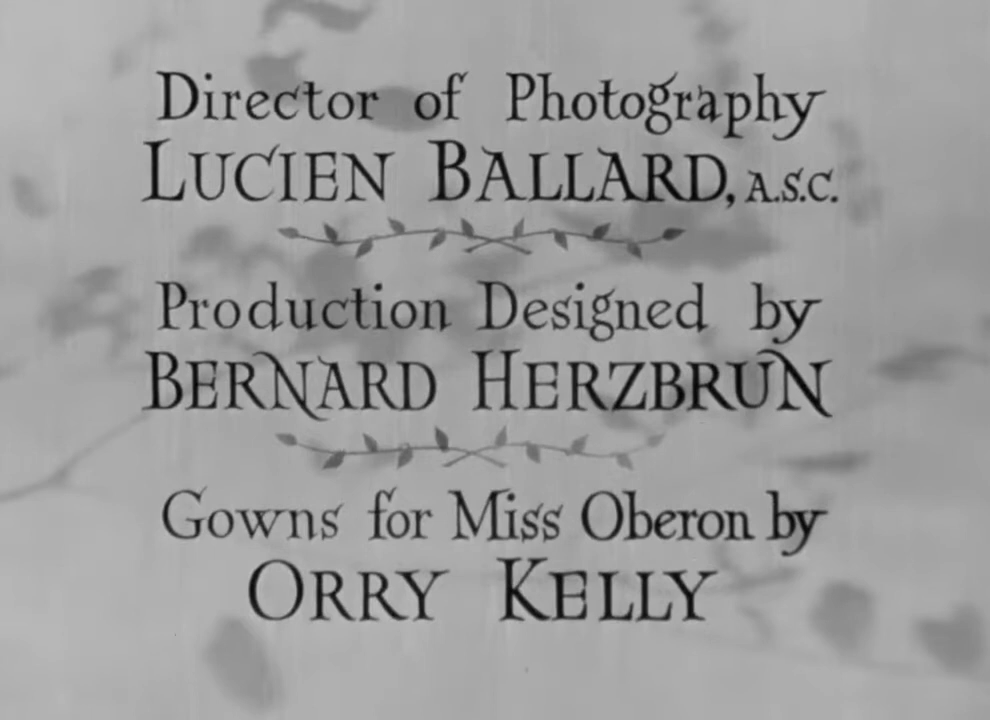 Director of Photography
LUCIEN BALLARD, A.S.C.
Production Designed by
BERNARD HERZBRUN
Gowns for Miss Oberon by
ORRY KELLY